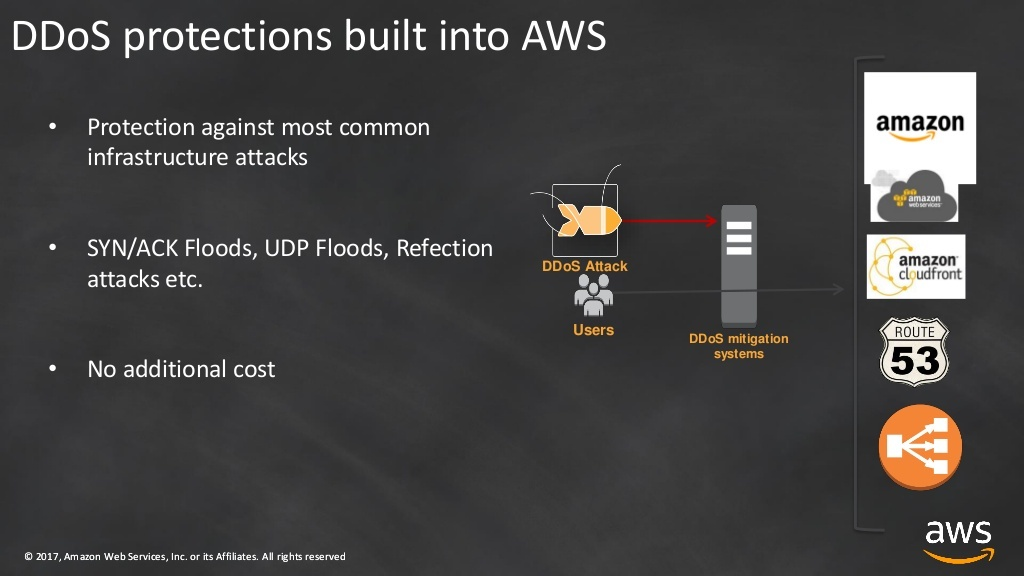 DDoS protections built into AWS
• Protection against most common
infrastructure attacks
• SYN/ACK Floods, UDP Floods, Refection
attacks etc.
• No additional cost
DDoS Attack
Users
DDoS mitigation
systems
amazon
amazon
web services
amazon
cloudfront
ROUTE
53
© 2017, Amazon Web Services, Inc. or its Affiliates. All rights reserved
aws